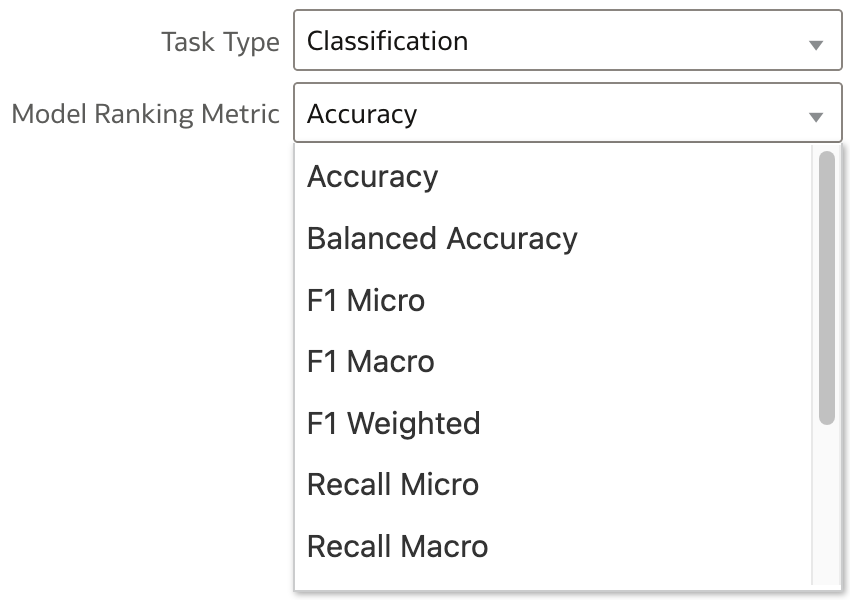 Task Type Classification
Model Ranking Metric Accuracy
Accuracy
Balanced Accuracy
F1 Micro
F1 Macro
F1 Weighted
Recall Micro
Recall Macro